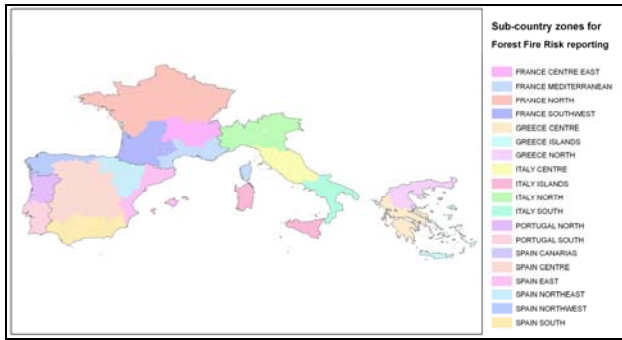 Sub-country zones for
Forest Fire Risk reporting
FRANCE CENTRE EAST
FRANCE MEDITERRANEAN
FRANCE NORTH
FRANCE SOUTHWEST
GREECE CENTRE
GREECE ISLANDS
GREECE NORTH
ITALY CENTRE
ITALY ISLANDS
ITALY NORTH
ITALY SOUTH
PORTUGAL NORTH
PORTUGAL SOUTH
SPAIN CANARIAS
SPAIN CENTRE
SPAIN EAST
SPAIN NORTHEAST
SPAIN NORTHWEST
SPAIN SOUTH